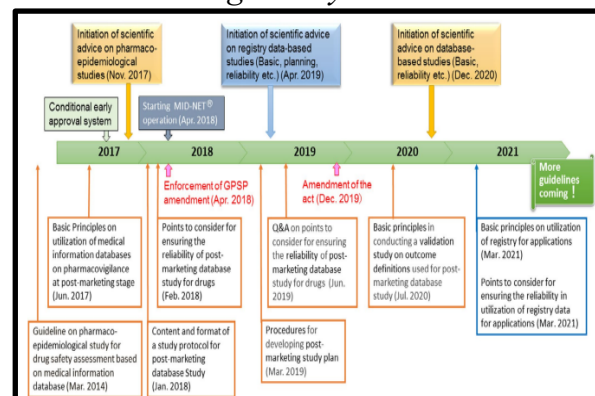 Initiation of scientific
advice on pharmaco-
epidemiological
studies (Nov. 2017)
Initiation of scientific advice
on registry data-based
studies (Basic, planning,
reliability etc.) (Apr. 2019)
Initiation of scientific
advice on database-
based studies (Basic,
reliability, etc.) (Dec. 2020)
Conditional early
approval system
Starting MID-NET®
operation (Apr. 2018)
2017
2018
2019
2020
2021
More
guidelines
coming !
Enforcement of GPSP
amendment (Apr. 2018)
Amendment of the
act (Dec. 2019)
Basic Principles on
utilization of medical
information databases
on pharmacovigilance
at post-marketing stage
(Jun. 2017)
Points to consider for
ensuring the
reliability of post-
marketing database
study for drugs
(Feb. 2018)
Q&A on points to
consider for ensuring
the reliability of post-
marketing database
study for drugs (Jun.
2019)
Basic principles in
conducting a validation
study on outcome
definitions used for post-
marketing database
study (Jul. 2020)
Basic principles on utilization
of registry for applications
(Mar. 2021)
Points to consider for
ensuring the reliability in
utilization of registry data
for applications (Mar. 2021)
Guideline on pharmaco-
epidemiological study for
drug safety assessment based
on medical information
database (Mar. 2014)
Content and format of
a study protocol for
post-marketing
database Study
(Jan. 2018)
Procedures for
developing post-
marketing study plan
(Mar. 2019)